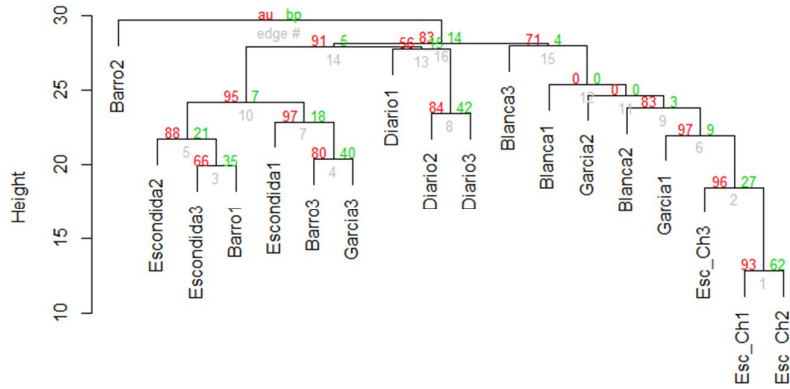 30
25
20
15
10
Height
au bp
edge #
83 14
16
91 5
14
56 15
13
71 4
15
95 7
10
0 0
12
0 0
11
83 3
9
84 42
8
97 18
7
97 9
6
88 21
5
80 40
4
66 35
3
96 27
2
93 62
1
Barro2
Escondida2
Escondida3
Barro1
Escondida1
Barro3
Garcia3
Diario1
Diario2
Diario3
Blanca3
Blanca1
Garcia2
Blanca2
Garcia1
Esc_Ch3
Esc_Ch1
Esc_Ch2